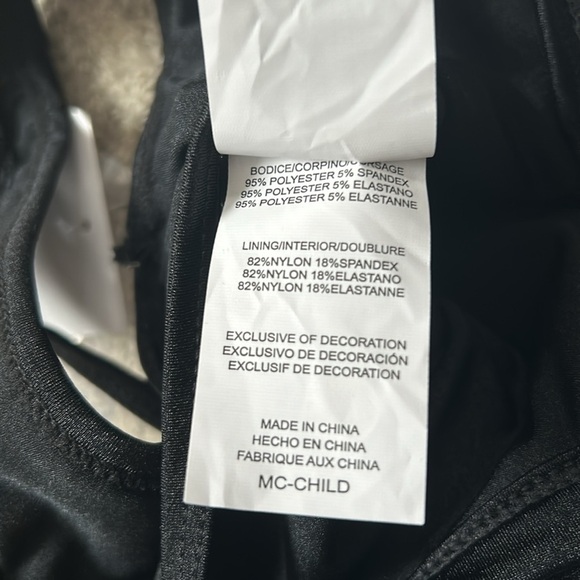 BODICE/CORPINO/CORSAGE
95% POLYESTER 5% SPANDEX
95% POLYESTER 5% ELASTANO
95% POLYESTER 5% ELASTANNE
LINING/INTERIOR/DOUBLURE
82%NYLON 18%SPANDEX
82%NYLON 18%ELASTANO
82%NYLON 18%ELASTANNE
EXCLUSIVE OF DECORATION
EXCLUSIVO DE DECORACIÓN
EXCLUSIF DE DECORATION
MADE IN CHINA
HECHO EN CHINA
FABRIQUE AUX CHINA
MC-CHILD